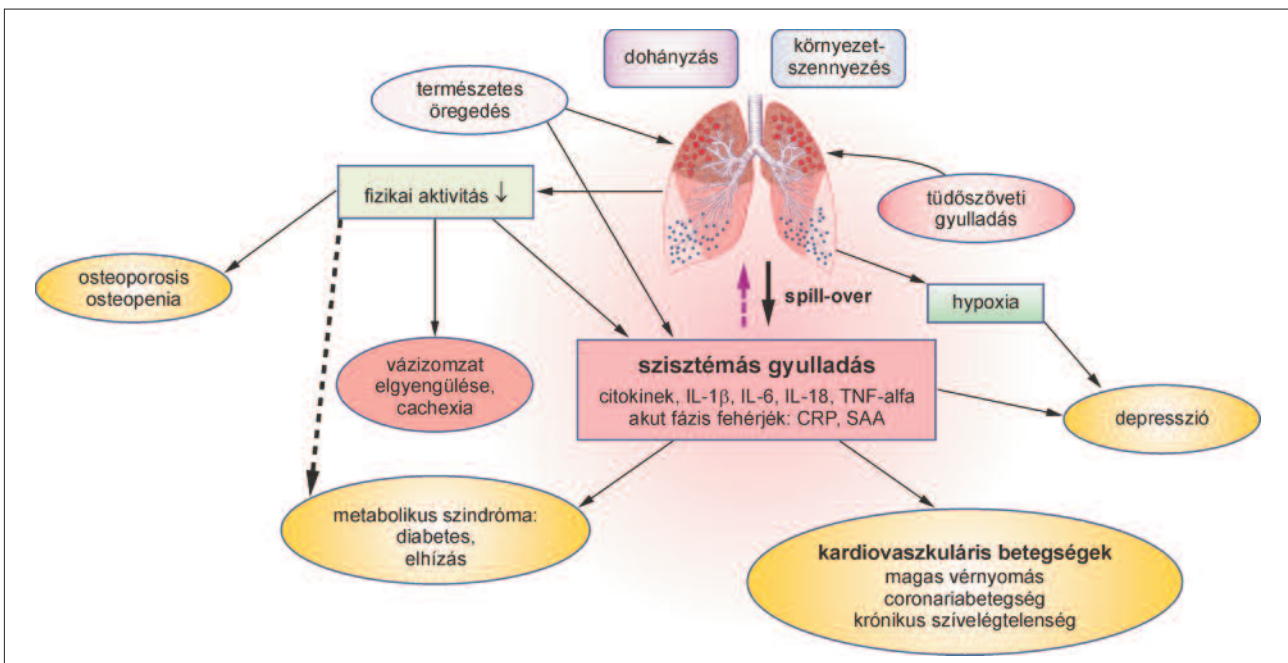 dohányzás
környezet-
szennyezés
természetes
öregedés
fizikai aktivitás ↓
tüdőszöveti
gyulladás
osteoporosis
osteopenia
spill-over
hypoxia
vázizomzat
elgyengülése,
cachexia
szisztémás gyulladás
citokinek, IL-1β, IL-6, IL-18, TNF-alfa
akut fázis fehérjék: CRP, SAA
depresszió
metabolikus szindróma:
diabetes,
elhízás
kardiovaszkuláris betegségek
magas vérnyomás
coronariabetegség
krónikus szívelégtelenség